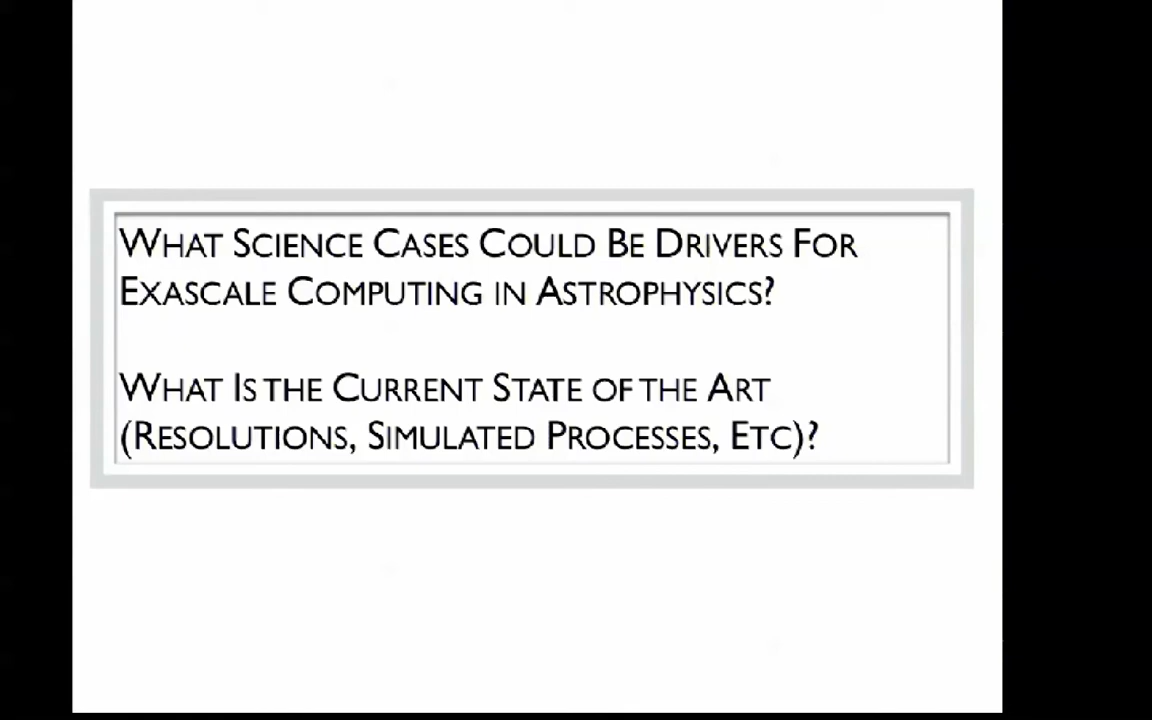 WHAT SCIENCE CASES COULD BE DRIVERS FOR
EXASCALE COMPUTING IN ASTROPHYSICS?
WHAT IS THE CURRENT STATE OF THE ART
(RESOLUTIONS, SIMULATED PROCESSES, ETC)?